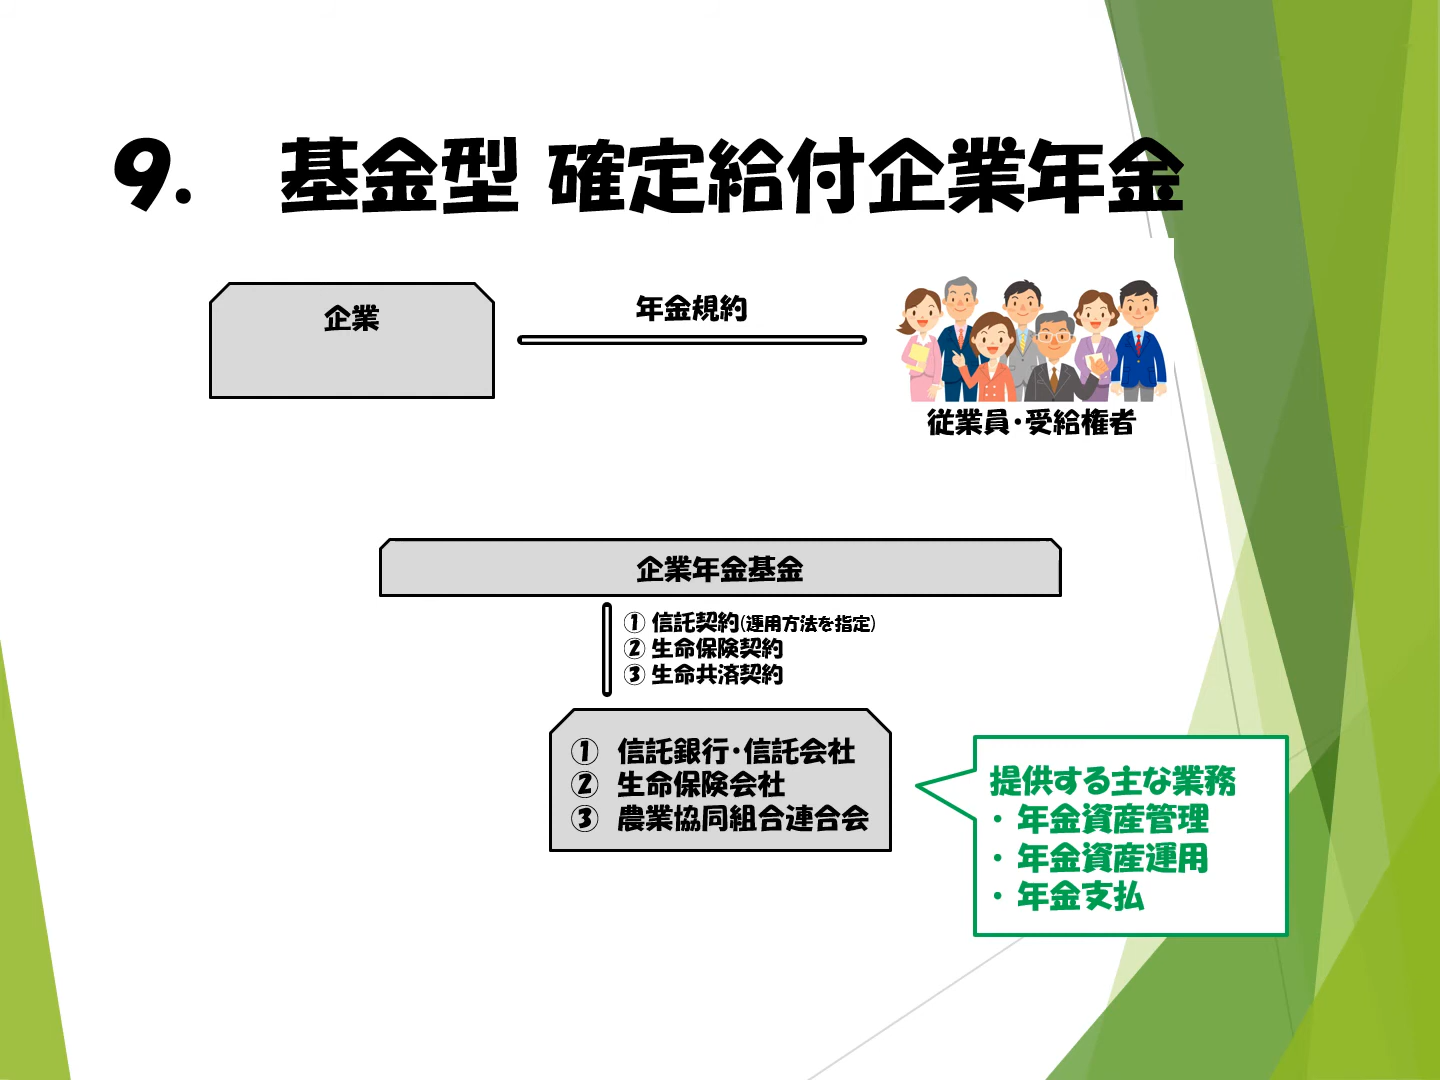 9. 基金型 確定給付企業年金
企業
年金規約
従業員・受給権者
企業年金基金
① 信託契約(運用方法を指定)
② 生命保険契約
③ 生命共済契約
① 信託銀行・信託会社
② 生命保険会社
③ 農業協同組合連合会
提供する主な業務
・ 年金資産管理
・ 年金資産運用
・ 年金支払